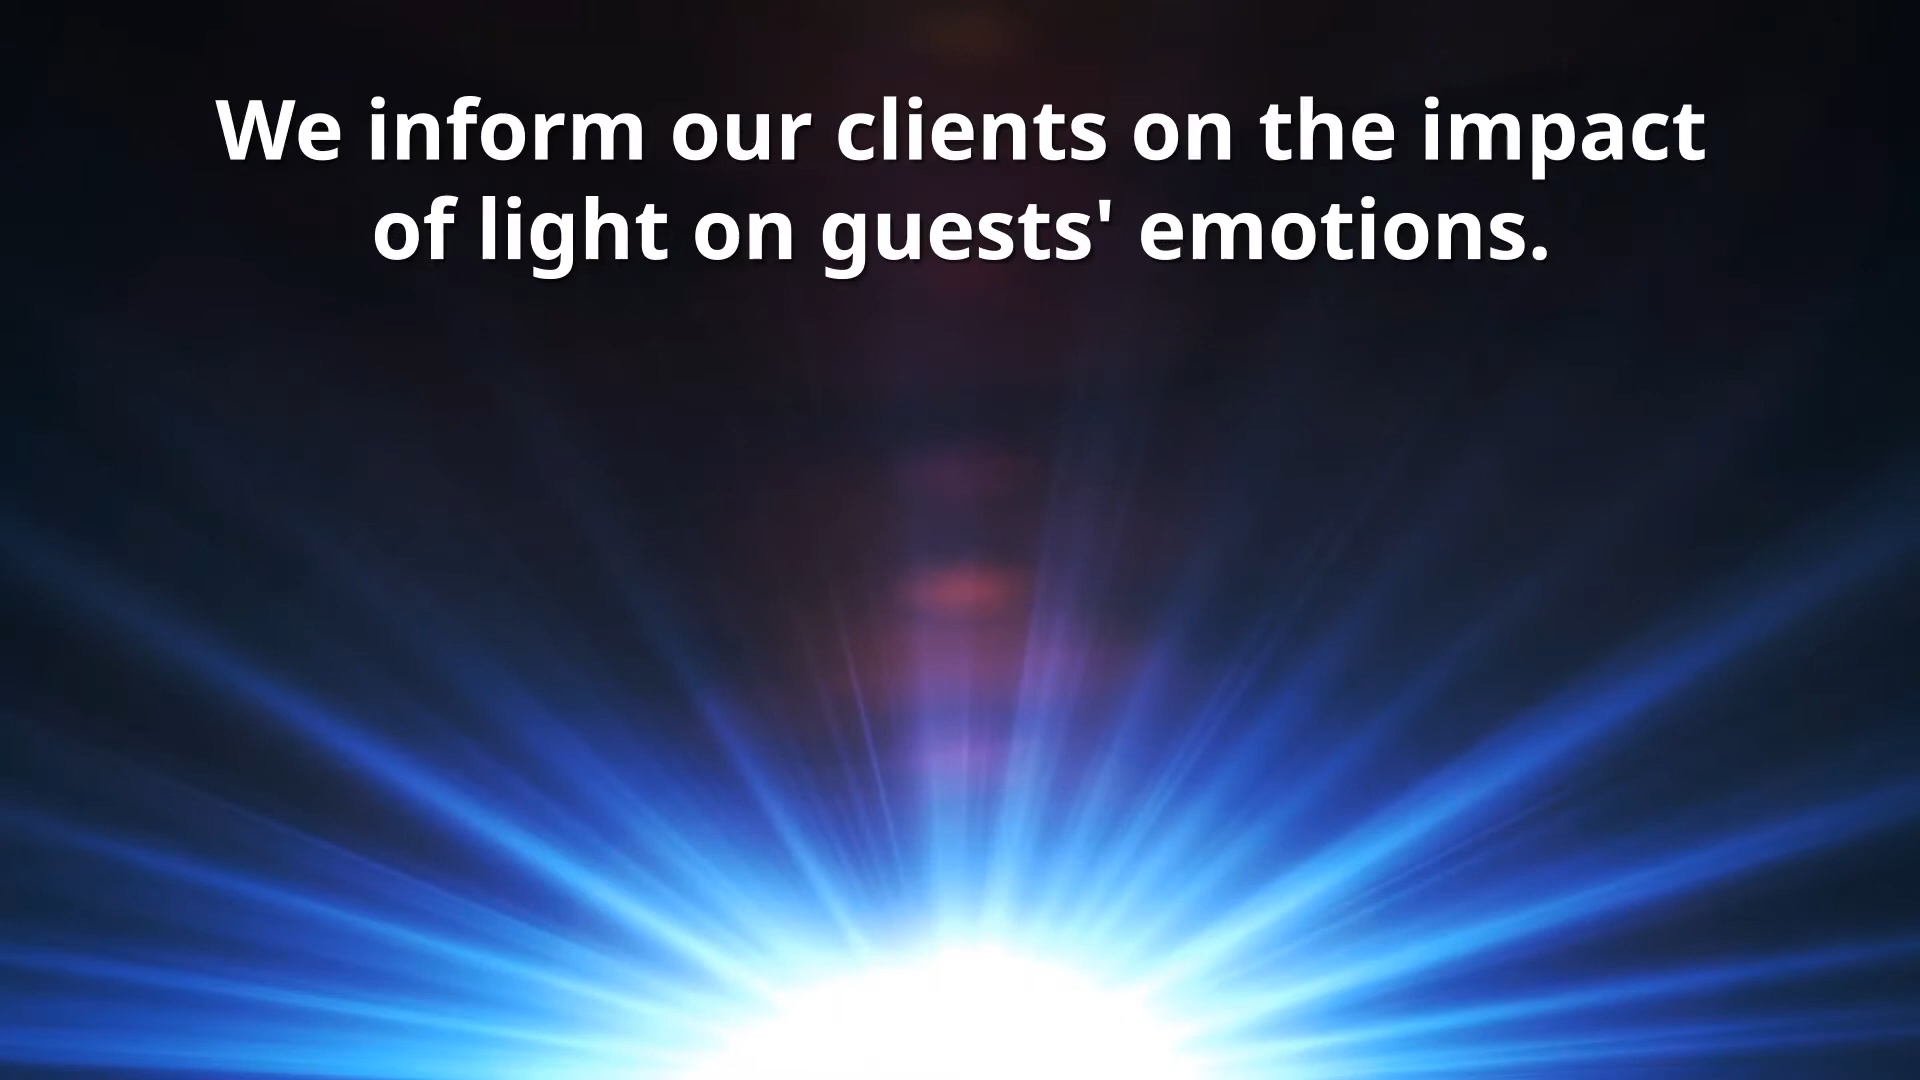 We inform our clients on the impact
of light on guests' emotions.